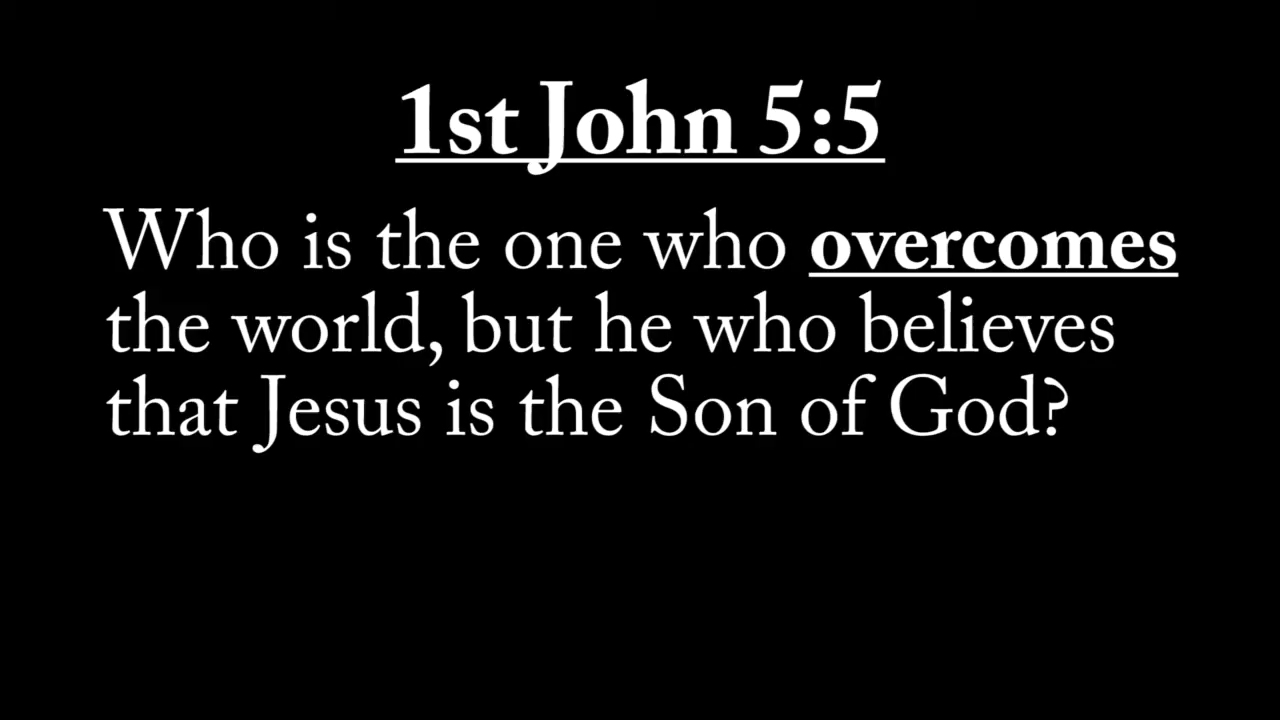 1st John 5:5
Who is the one who overcomes
the world, but he who believes
that Jesus is the Son of God?